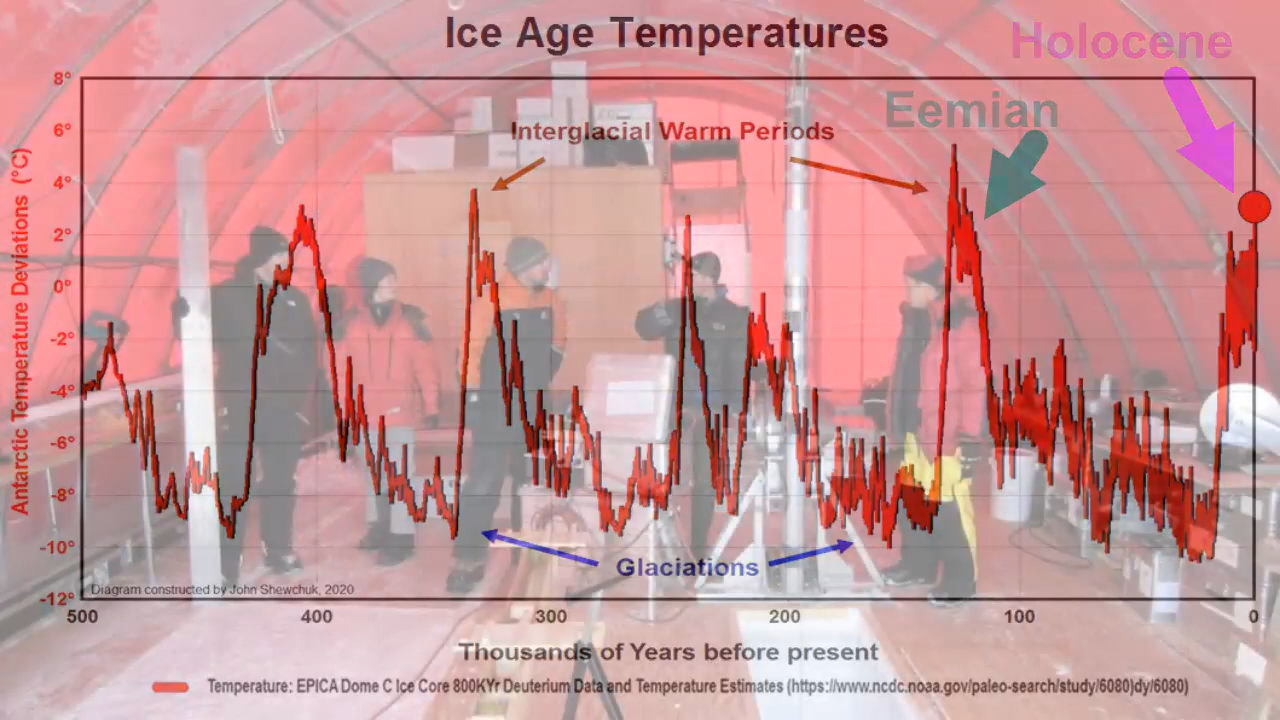 Ice Age Temperatures
Holocene
Eemian
Interglacial Warm Periods
8°
6°
4°
2°
0°
-2°
-4°
-6°
-8°
-10°
-12°
Antarctic Temperature Deviations (°C)
Glaciations
Diagram constructed by John Shewchuk, 2020
500 400 300 200 100 0
Thousands of Years before present
Temperature: EPICA Dome C Ice Core 800KYr Deuterium Data and Temperature Estimates (https://www.ncdc.noaa.gov/paleo-search/study/6080)dy/6080)